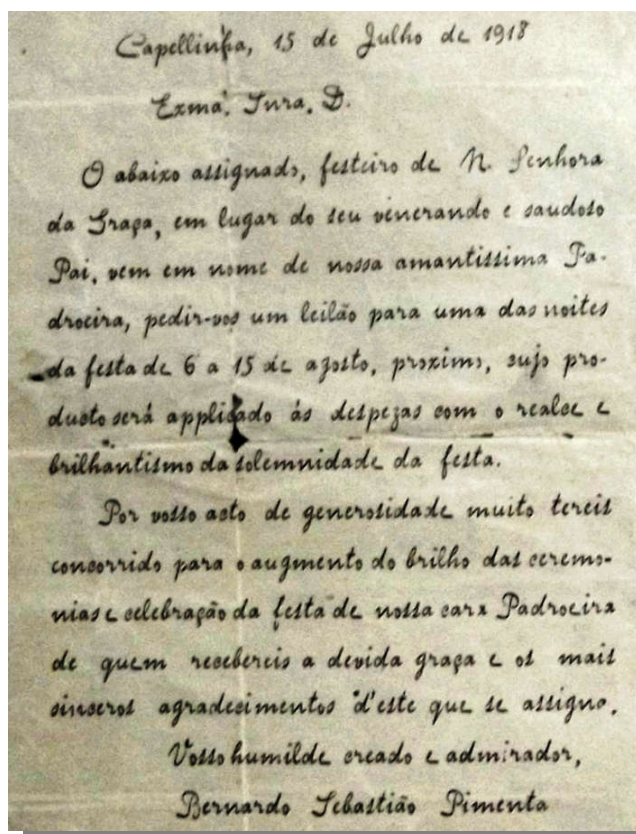 Capellinha, 15 de Julho de 1918
Exma. Snra. D.
O abaixo assignado, festeiro de N. Senhora
da Graça, em lugar do seu venerando e saudoso
Pai, vem em nome de nossa amantissima Pa-
droeira, pedir-vos um leilão para uma das noites
da festa de 6 a 15 de agosto, proximo, cujo pro-
ducto será applicado ás despezas com o realce e
brilhantismo da solemnidade da festa.
Por vosso acto de generosidade muito tereis
concorrido para o augmento do brilho das ceremo-
nias e celebração da festa de nossa cara Padroeira
de quem recebereis a devida graça e os mais
sinceros agradecimentos d'este que se assigno.
Vosso humilde creado e admirador,
Bernardo Sebastião Pimenta